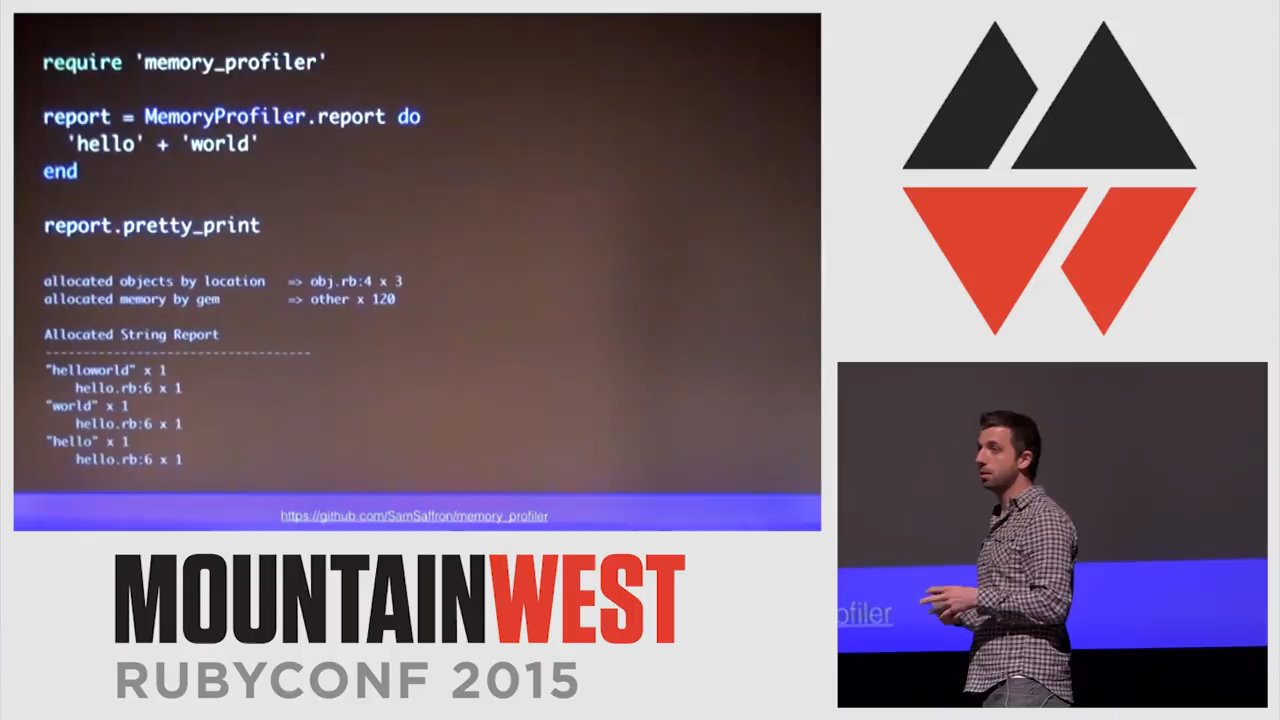 require 'memory_profiler'
report = MemoryProfiler.report do
'hello' + 'world'
end
report.pretty_print
allocated objects by location => obj.rb:4 x 3
allocated memory by gem => other x 120
Allocated String Report
-----------------------------------
"helloworld" x 1
hello.rb:6 x 1
"world" x 1
hello.rb:6 x 1
"hello" x 1
hello.rb:6 x 1
https://github.com/SamSaffron/memory_profiler
MOUNTAINWEST
RUBYCONF 2015
ofiler